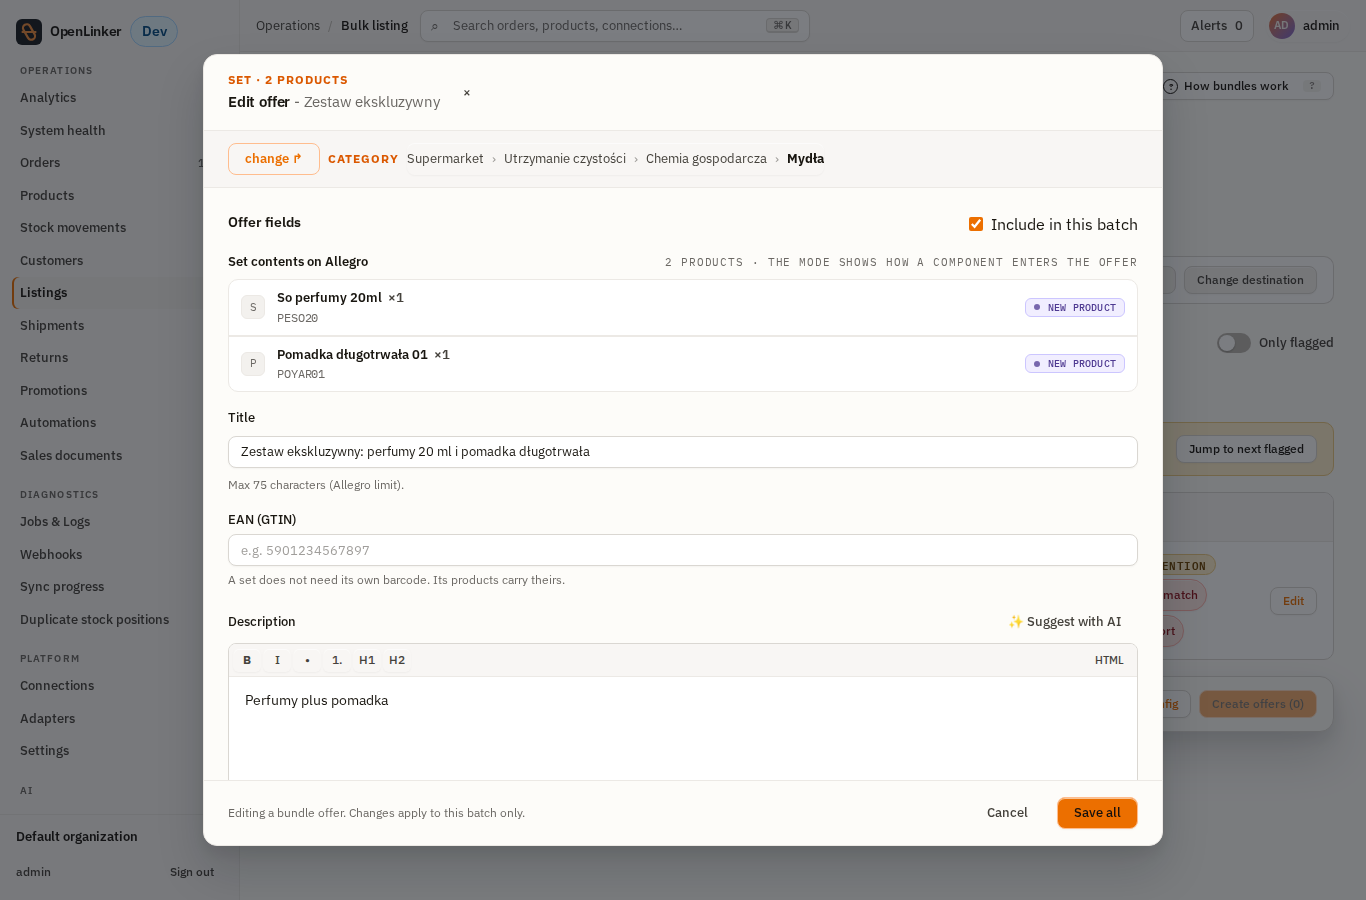 OpenLinker Dev
Operations / Bulk listing
Search orders, products, connections... ⌘K
Alerts 0
AD admin
OPERATIONS
Analytics
System health
Orders
Products
Stock movements
Customers
Listings
Shipments
Returns
Promotions
Automations
Sales documents
DIAGNOSTICS
Jobs & Logs
Webhooks
Sync progress
Duplicate stock positions
PLATFORM
Connections
Adapters
Settings
AI
Default organization
admin Sign out
? How bundles work ?
Change destination
Only flagged
Jump to next flagged
Edit
Create offers (0)
SET · 2 PRODUCTS
Edit offer - Zestaw ekskluzywny ×
change ↱ CATEGORY Supermarket › Utrzymanie czystości › Chemia gospodarcza › Mydła
Offer fields
Include in this batch
Set contents on Allegro
2 PRODUCTS · THE MODE SHOWS HOW A COMPONENT ENTERS THE OFFER
S So perfumy 20ml ×1
PESO20
NEW PRODUCT
P Pomadka długotrwała 01 ×1
POYAR01
NEW PRODUCT
Title
Zestaw ekskluzywny: perfumy 20 ml i pomadka długotrwała
Max 75 characters (Allegro limit).
EAN (GTIN)
e.g. 5901234567897
A set does not need its own barcode. Its products carry theirs.
Description
✨ Suggest with AI
B I • 1. H1 H2 HTML
Perfumy plus pomadka
Editing a bundle offer. Changes apply to this batch only.
Cancel Save all